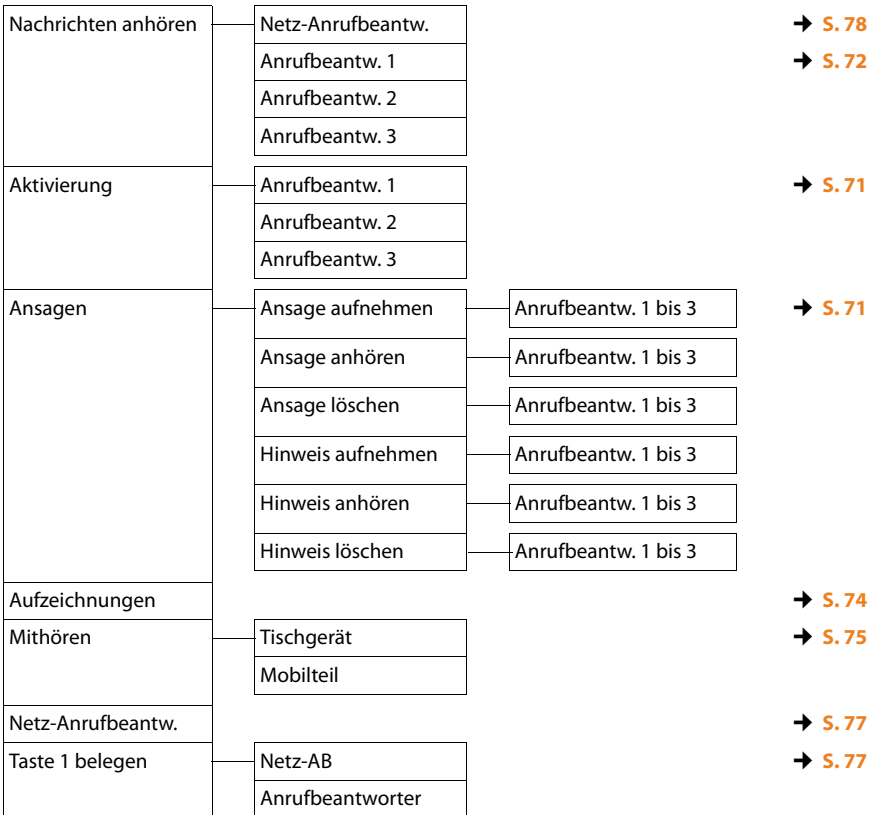 Nachrichten anhören Netz-Anrufbeantw. → S. 78
Anrufbeantw. 1 → S. 72
Anrufbeantw. 2
Anrufbeantw. 3
Aktivierung Anrufbeantw. 1 → S. 71
Anrufbeantw. 2
Anrufbeantw. 3
Ansagen Ansage aufnehmen Anrufbeantw. 1 bis 3 → S. 71
Ansage anhören Anrufbeantw. 1 bis 3
Ansage löschen Anrufbeantw. 1 bis 3
Hinweis aufnehmen Anrufbeantw. 1 bis 3
Hinweis anhören Anrufbeantw. 1 bis 3
Hinweis löschen Anrufbeantw. 1 bis 3
Aufzeichnungen → S. 74
Mithören Tischgerät → S. 75
Mobilteil
Netz-Anrufbeantw. → S. 77
Taste 1 belegen Netz-AB → S. 77
Anrufbeantworter